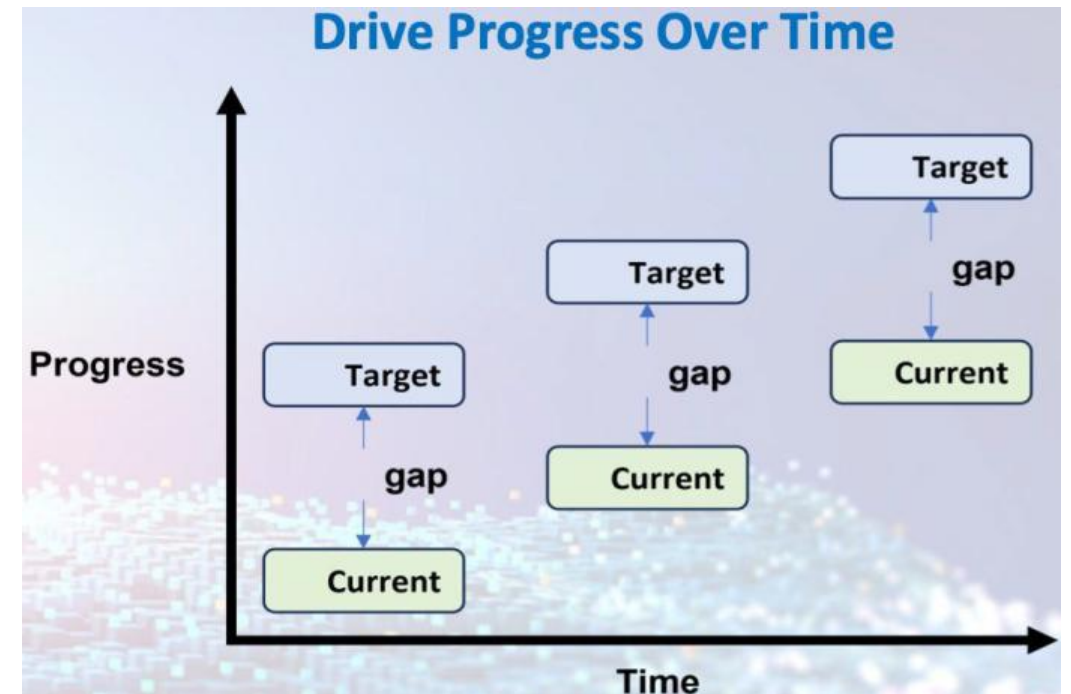 Drive Progress Over Time
Target
gap
Target
gap
Progress
Target
Current
gap
Current
Current
Time